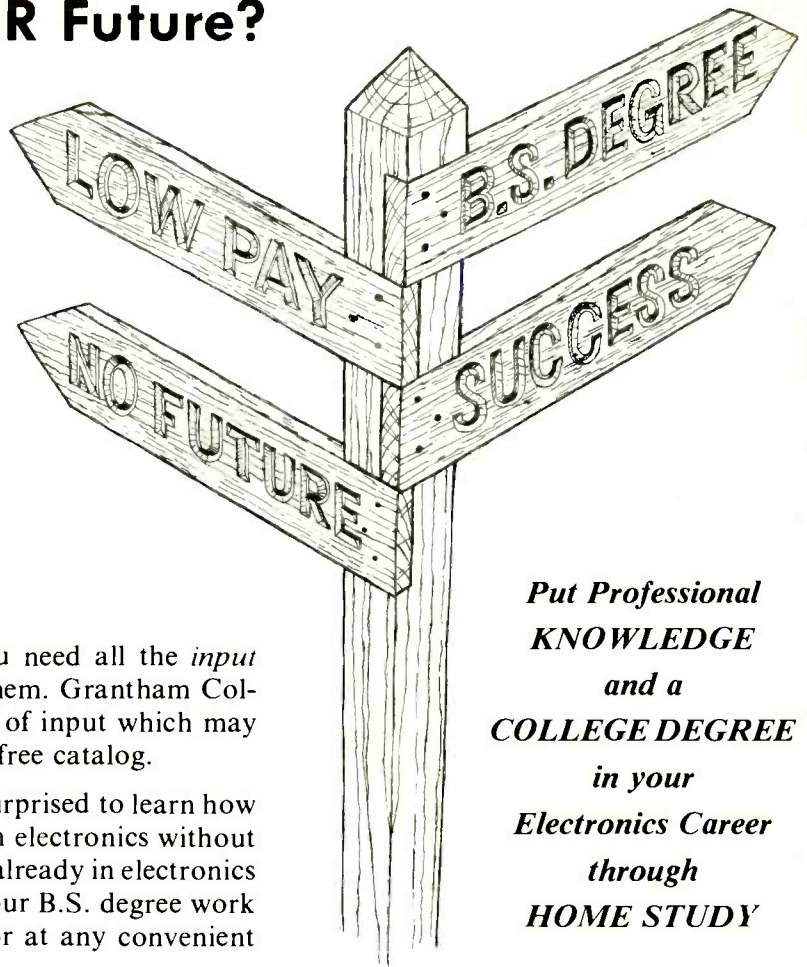 R Future?
LOW PAY
B.S. DEGREE
NO FUTURE
SUCCESS
u need all the input
hem. Grantham Col-
of input which may
free catalog.
urprised to learn how
n electronics without
already in electronics
our B.S. degree work
or at any convenient
Put Professional
KNOWLEDGE
and a
COLLEGE DEGREE
in your
Electronics Career
through
HOME STUDY